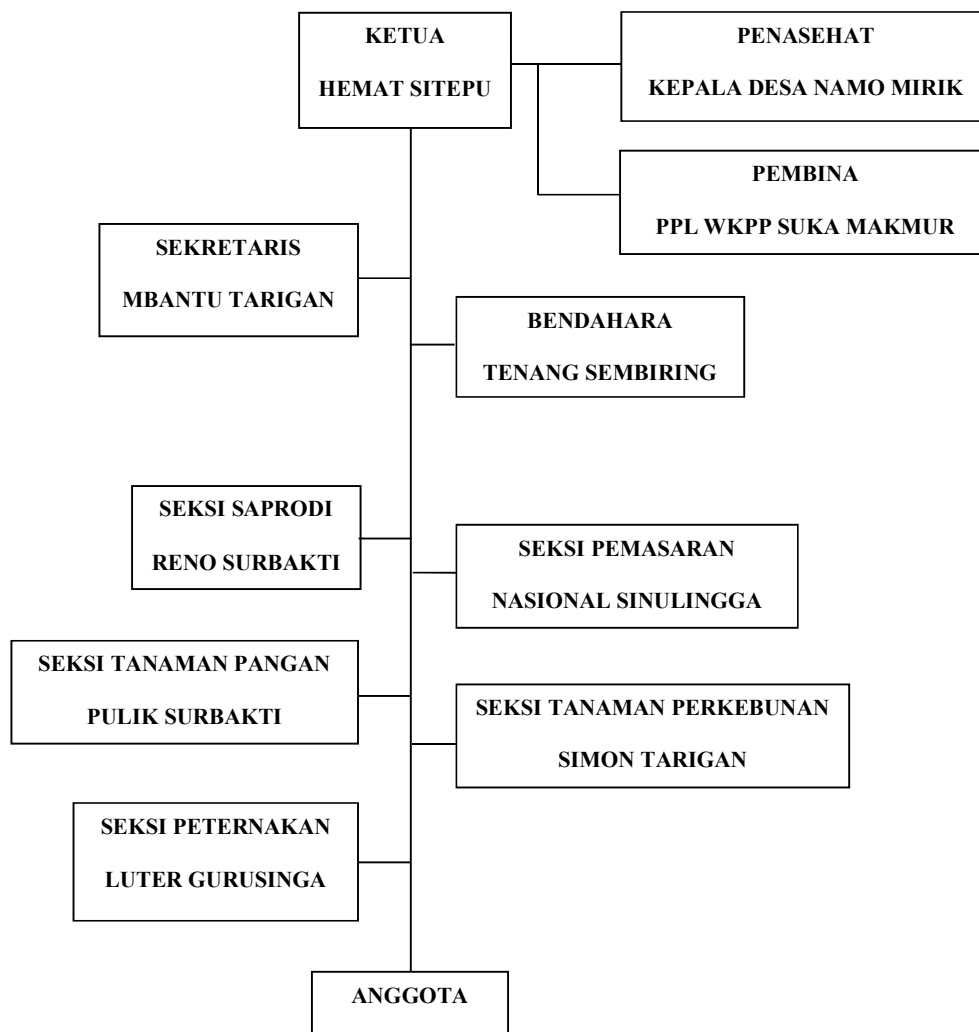 KETUA
HEMAT SITEPU
PENASEHAT
KEPALA DESA NAMO MIRIK
PEMBINA
PPL WKPP SUKA MAKMUR
SEKRETARIS
MBANTU TARIGAN
BENDAHARA
TENANG SEMBIRING
SEKSI SAPRODI
RENO SURBAKTI
SEKSI PEMASARAN
NASIONAL SINULINGGA
SEKSI TANAMAN PANGAN
PULIK SURBAKTI
SEKSI TANAMAN PERKEBUNAN
SIMON TARIGAN
SEKSI PETERNAKAN
LUTER GURUSINGA
ANGGOTA